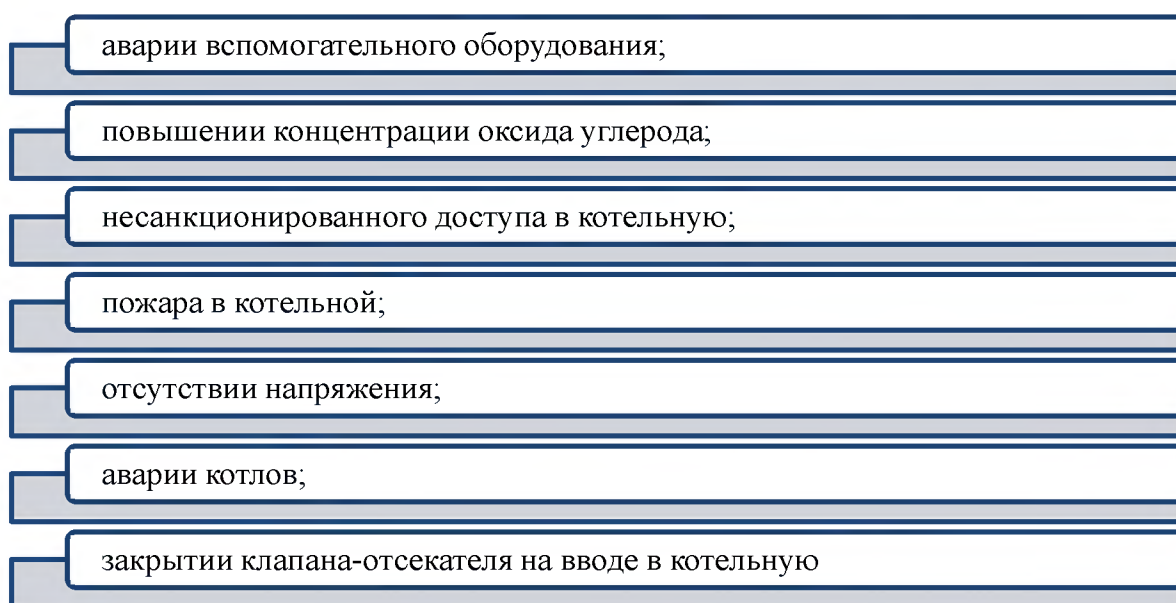 аварии вспомогательного оборудования;
повышении концентрации оксида углерода;
несанкционированного доступа в котельную;
пожара в котельной;
отсутствии напряжения;
аварии котлов;
закрытии клапана-отсекателя на вводе в котельную